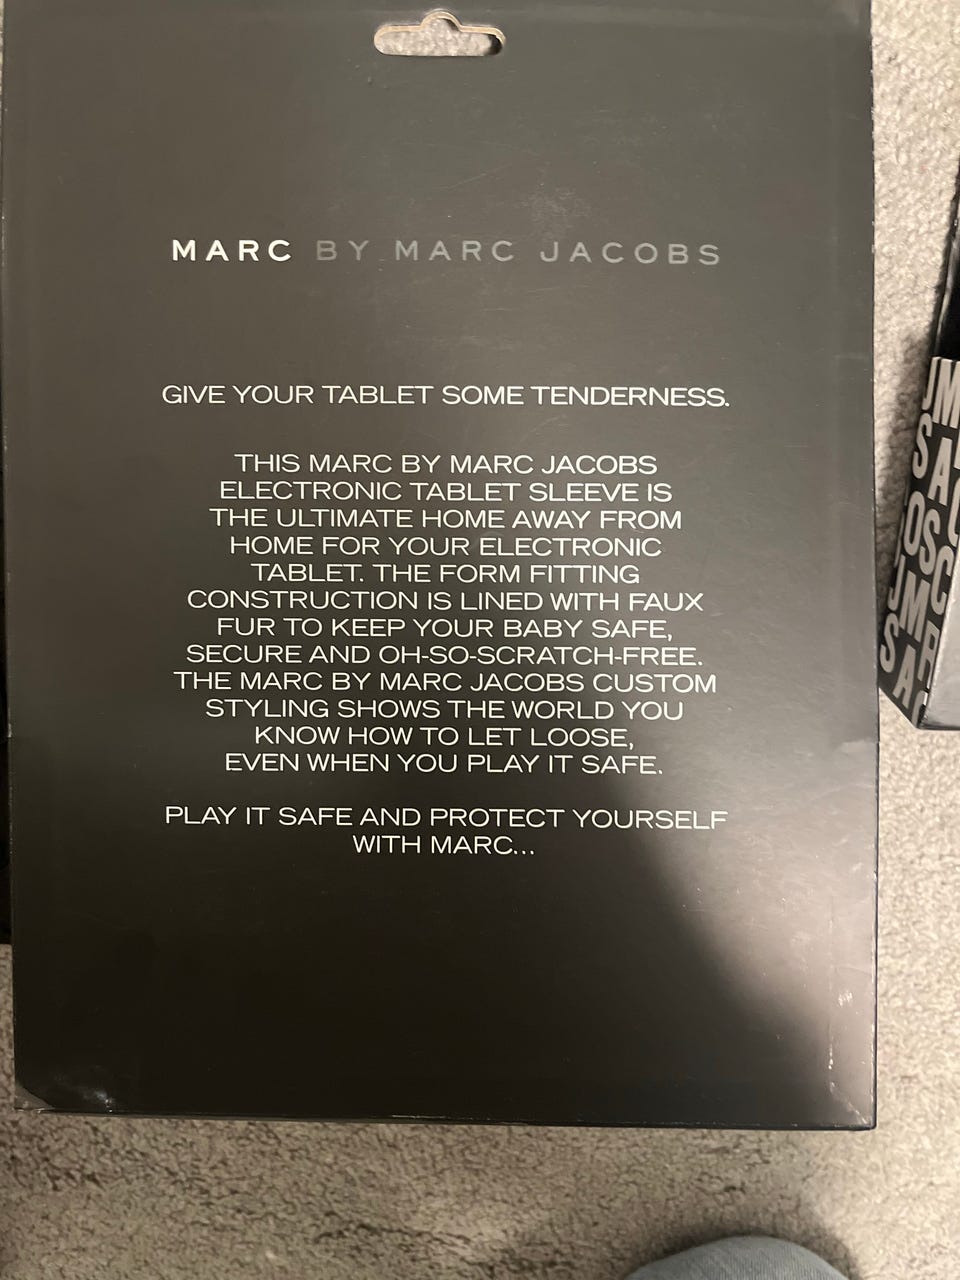 MARC BY MARC JACOBS
GIVE YOUR TABLET SOME TENDERNESS.
THIS MARC BY MARC JACOBS
ELECTRONIC TABLET SLEEVE IS
THE ULTIMATE HOME AWAY FROM
HOME FOR YOUR ELECTRONIC
TABLET. THE FORM FITTING
CONSTRUCTION IS LINED WITH FAUX
FUR TO KEEP YOUR BABY SAFE,
SECURE AND OH-SO-SCRATCH-FREE.
THE MARC BY MARC JACOBS CUSTOM
STYLING SHOWS THE WORLD YOU
KNOW HOW TO LET LOOSE,
EVEN WHEN YOU PLAY IT SAFE.
PLAY IT SAFE AND PROTECT YOURSELF
WITH MARC...